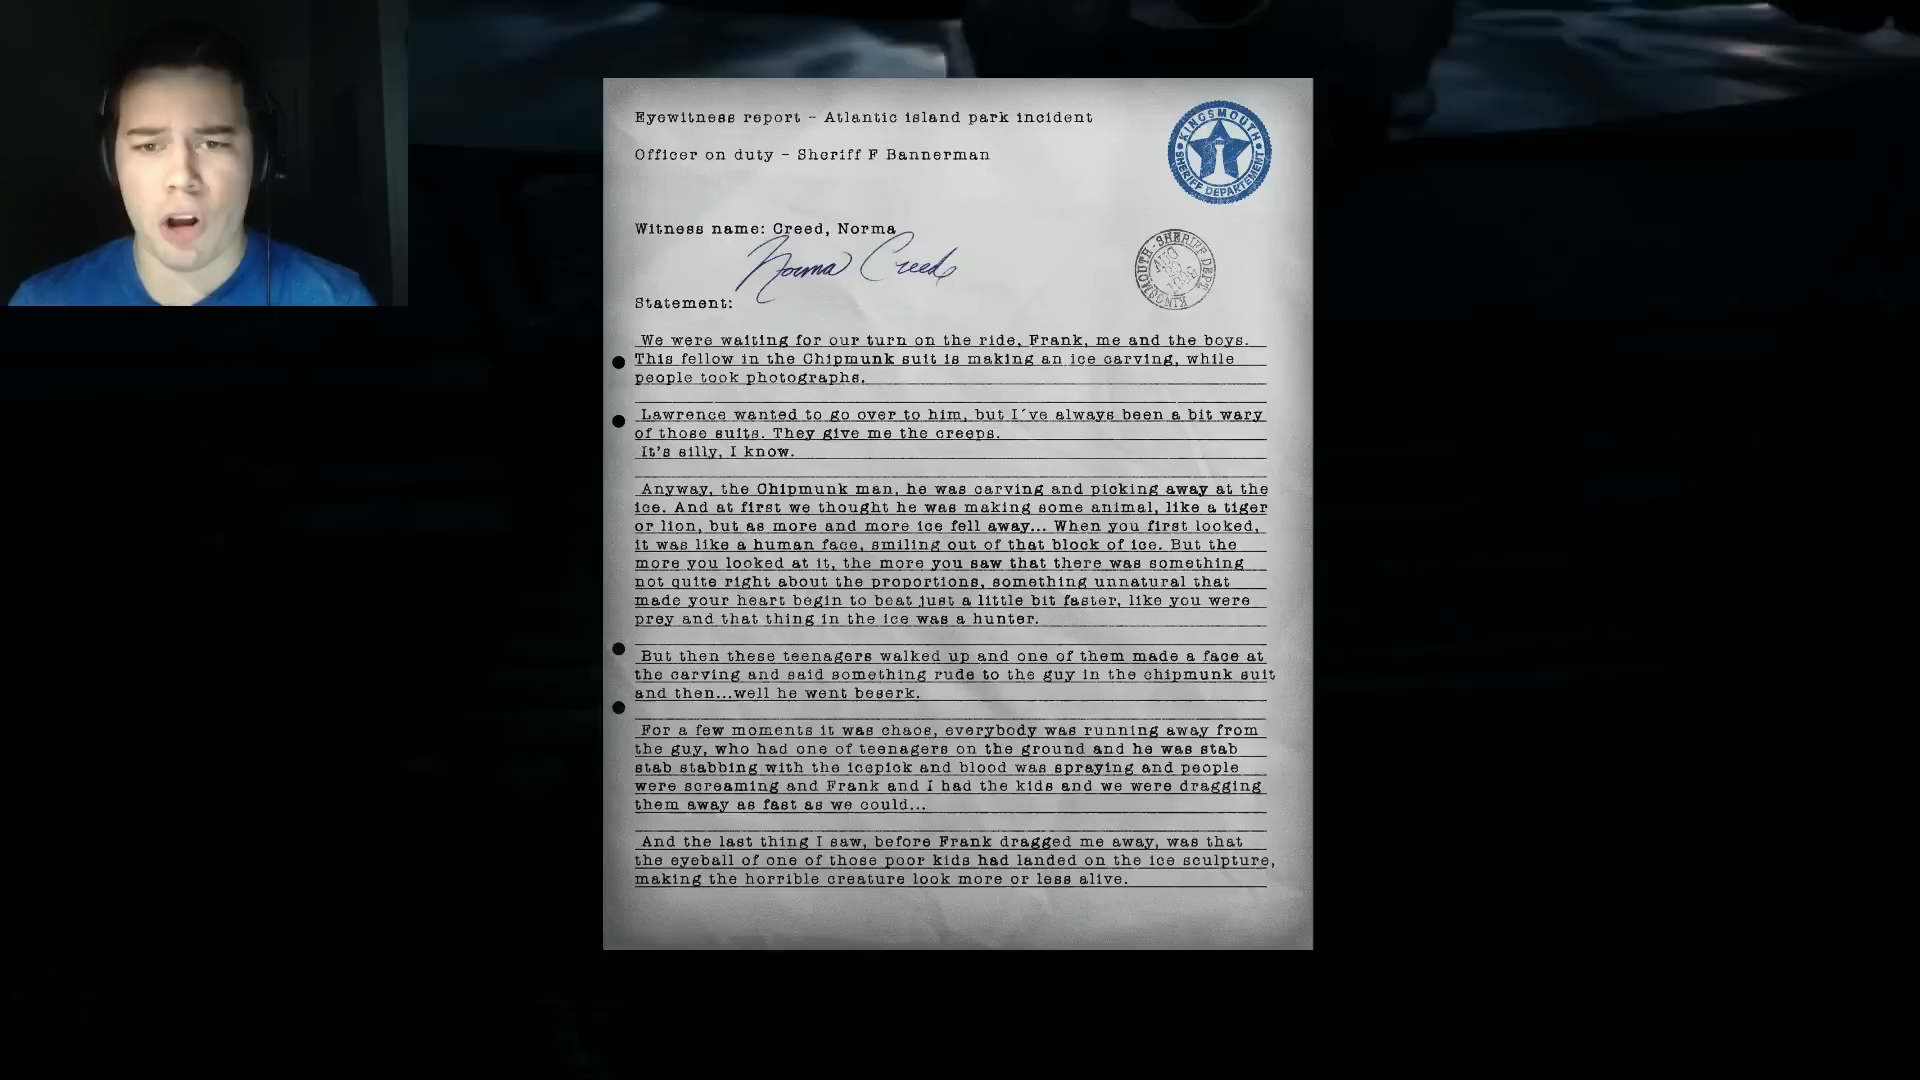 Eyewitness report - Atlantic island park incident
Officer on duty - Sheriff F Bannerman
KINGSMOUTH
SHERIFF DEPARTEMENT
Witness name: Creed, Norma
Norma Creed
KINGSMOUTH - SHERIFF DEPT.
Statement:
We were waiting for our turn on the ride, Frank, me and the boys.
This fellow in the Chipmunk suit is making an ice carving, while
people took photographs.
Lawrence wanted to go over to him, but I´ve always been a bit wary
of those suits. They give me the creeps.
It's silly, I know.
Anyway, the Chipmunk man, he was carving and picking away at the
ice. And at first we thought he was making some animal, like a tiger
or lion, but as more and more ice fell away... When you first looked,
it was like a human face, smiling out of that block of ice. But the
more you looked at it, the more you saw that there was something
not quite right about the proportions, something unnatural that
made your heart begin to beat just a little bit faster, like you were
prey and that thing in the ice was a hunter.
But then these teenagers walked up and one of them made a face at
the carving and said something rude to the guy in the chipmunk suit
and then...well he went beserk.
For a few moments it was chaos, everybody was running away from
the guy, who had one of teenagers on the ground and he was stab
stab stabbing with the icepick and blood was spraying and people
were screaming and Frank and I had the kids and we were dragging
them away as fast as we could...
And the last thing I saw, before Frank dragged me away, was that
the eyeball of one of those poor kids had landed on the ice sculpture,
making the horrible creature look more or less alive.